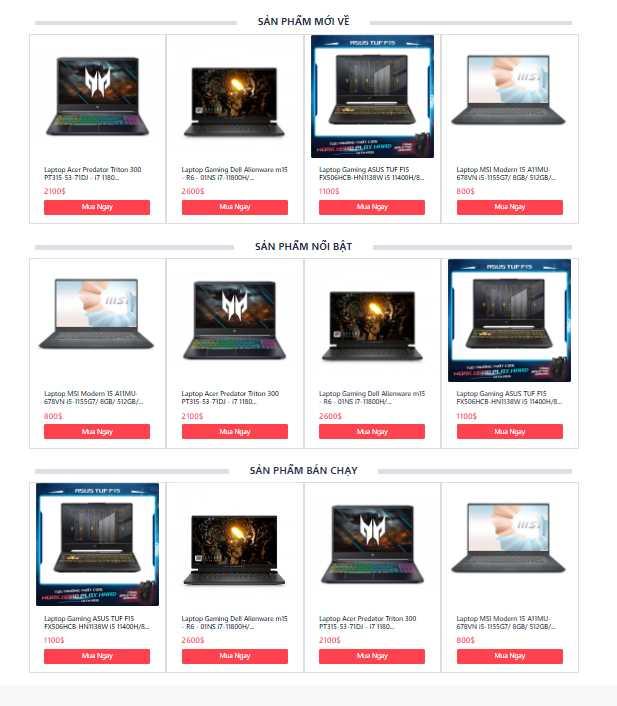 SẢN PHẨM MỚI VỀ
ASUS TUF F15
Laptop Acer Predator Triton 300
PT315-53-71DJ - i7 1180...
2100$
Mua Ngay
Laptop Gaming Dell Alienware m15
- R6 - 01NS i7-11800H/...
2600$
Mua Ngay
Laptop Gaming ASUS TUF F15
FX506HCB-HN1138W i5 11400H/8...
1100$
Mua Ngay
Laptop MSI Modern 15 A11MU-
678VN i5-1155G7/ 8GB/ 512GB/...
800$
Mua Ngay
SẢN PHẨM NỔI BẬT
ASUS TUF F15
Laptop MSI Modern 15 A11MU-
678VN i5-1155G7/ 8GB/ 512GB/...
800$
Mua Ngay
Laptop Acer Predator Triton 300
PT315-53-71DJ - i7 1180...
2100$
Mua Ngay
Laptop Gaming Dell Alienware m15
- R6 - 01NS i7-11800H/...
2600$
Mua Ngay
Laptop Gaming ASUS TUF F15
FX506HCB-HN1138W i5 11400H/8...
1100$
Mua Ngay
SẢN PHẨM BÁN CHẠY
ASUS TUF F15
Laptop Gaming ASUS TUF F15
FX506HCB-HN1138W i5 11400H/8...
1100$
Mua Ngay
Laptop Gaming Dell Alienware m15
- R6 - 01NS i7-11800H/...
2600$
Mua Ngay
Laptop Acer Predator Triton 300
PT315-53-71DJ - i7 1180...
2100$
Mua Ngay
Laptop MSI Modern 15 A11MU-
678VN i5-1155G7/ 8GB/ 512GB/...
800$
Mua Ngay